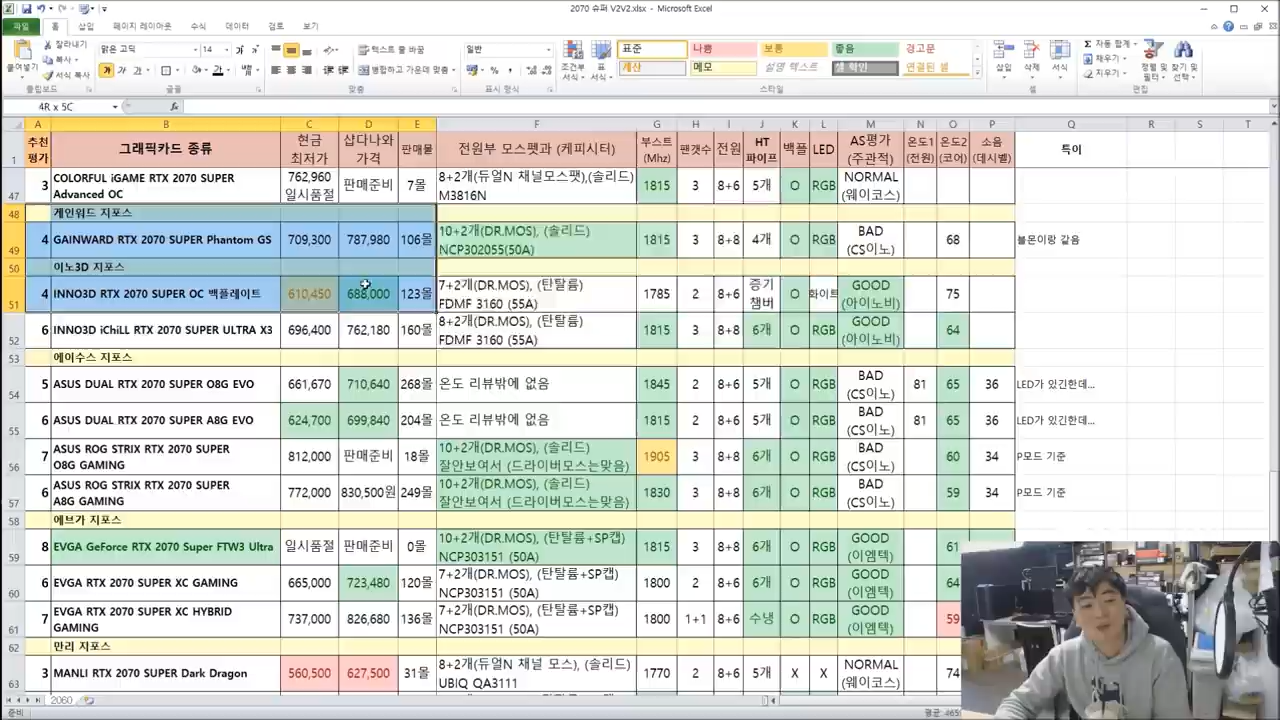 2070 슈퍼 V2V2.xlsx - Microsoft Excel
파일 홈 삽입 페이지 레이아웃 수식 데이터 검토 보기
잘라내기
복사
서식 복사
붙여넣기
클립보드
맑은 고딕 14
글꼴
텍스트 줄 바꿈
병합하고 가운데 맞춤
맞춤
일반
표시 형식
조건부 서식 표 서식
표준 나쁨 보통 좋음 경고문
계산 메모 설명 텍스트 셀 확인 연결된 셀
스타일
삽입 삭제 서식
셀
자동 합계
채우기
지우기
정렬 및 필터 찾기 및 선택
편집
4R x 5C fx
A B C D E F G H I J K L M N O P Q R S T
1 추천평가 그래픽카드 종류 현금최저가 샵다나와 가격 판매몰 전원부 모스펫과 (케피시터) 부스트(Mhz) 팬갯수 전원 HT파이프 백플 LED AS평가(주관적) 온도1(전원) 온도2(코어) 소음(데시벨) 특이
47 3 COLORFUL iGAME RTX 2070 SUPER Advanced OC 762,960 일시품절 판매준비 7몰 8+2개(듀얼N 채널모스펫),(솔리드) M3816N 1815 3 8+6 5개 O RGB NORMAL (웨이코스)
48 게인워드 지포스
49 4 GAINWARD RTX 2070 SUPER Phantom GS 709,300 787,980 106몰 10+2개(DR.MOS), (솔리드) NCP302055(50A) 1815 3 8+8 4개 O RGB BAD (CS이노) 68 불몬이랑 같음
50 이노3D 지포스
51 4 INNO3D RTX 2070 SUPER OC 백플레이트 610,450 688,000 123몰 7+2개(DR.MOS), (탄탈륨) FDMF 3160 (55A) 1785 2 8+6 증기챔버 O 화이트 GOOD (아이노비) 75
52 6 INNO3D iChiLL RTX 2070 SUPER ULTRA X3 696,400 762,180 160몰 8+2개(DR.MOS), (탄탈륨) FDMF 3160 (55A) 1815 3 8+8 6개 O RGB GOOD (아이노비) 64
53 에이수스 지포스
54 5 ASUS DUAL RTX 2070 SUPER O8G EVO 661,670 710,640 268몰 온도 리뷰밖에 없음 1845 2 8+6 5개 O RGB BAD (CS이노) 81 65 36 LED가 있긴한데...
55 6 ASUS DUAL RTX 2070 SUPER A8G EVO 624,700 699,840 204몰 온도 리뷰밖에 없음 1815 2 8+6 5개 O RGB BAD (CS이노) 81 65 36 LED가 있긴한데...
56 7 ASUS ROG STRIX RTX 2070 SUPER O8G GAMING 812,000 판매준비 18몰 10+2개(DR.MOS), (솔리드) 잘안보여서 (드라이버모스는맞음) 1905 3 8+8 6개 O RGB BAD (CS이노) 60 34 P모드 기준
57 6 ASUS ROG STRIX RTX 2070 SUPER A8G GAMING 772,000 830,500원 249몰 10+2개(DR.MOS), (솔리드) 잘안보여서 (드라이버모스는맞음) 1830 3 8+8 6개 O RGB BAD (CS이노) 59 34 P모드 기준
58 에브가 지포스
59 8 EVGA GeForce RTX 2070 Super FTW3 Ultra 일시품절 판매준비 0몰 10+2개(DR.MOS), (탄탈륨+SP캡) NCP303151 (50A) 1815 3 8+8 6개 O RGB GOOD (이엠텍) 61
60 6 EVGA RTX 2070 SUPER XC GAMING 665,000 723,480 120몰 7+2개(DR.MOS), (탄탈륨+SP캡) NCP303151 (50A) 1800 2 8+6 6개 O RGB GOOD (이엠텍) 64
61 7 EVGA RTX 2070 SUPER XC HYBRID GAMING 737,000 826,680 136몰 7+2개(DR.MOS), (탄탈륨+SP캡) NCP303151 (50A) 1800 1+1 8+6 수냉 O RGB GOOD (이엠텍) 59
62 만리 지포스
63 3 MANLI RTX 2070 SUPER Dark Dragon 560,500 627,500 31몰 8+2개(듀얼N 채널 모스), (솔리드) UBIQ QA3111 1770 2 8+6 5개 X X NORMAL (웨이코스) 74
2060
준비